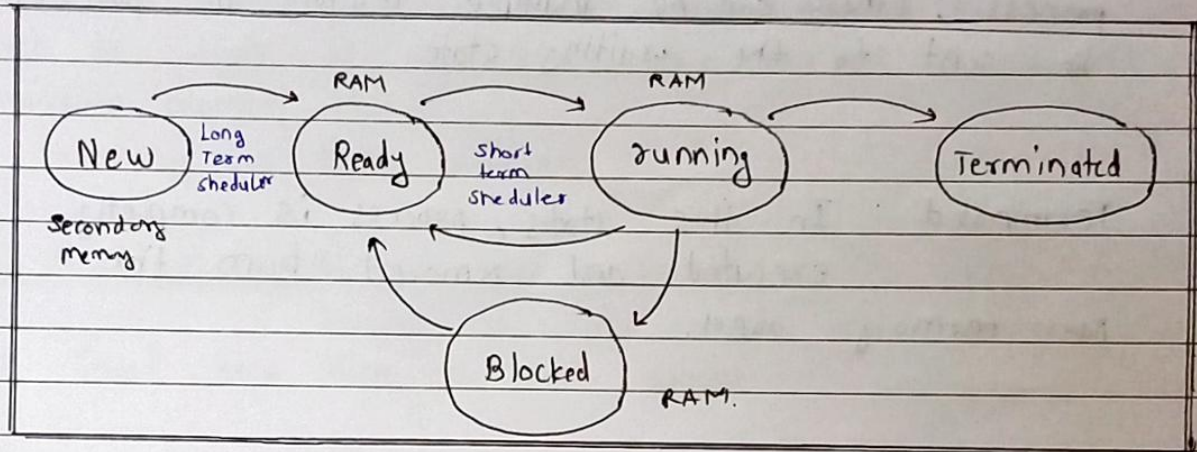 RAM
RAM
New
Long
Term
Sheduler
Ready
Short
term
Sheduler
running
Terminated
Secondary
Memory
Blocked
RAM.